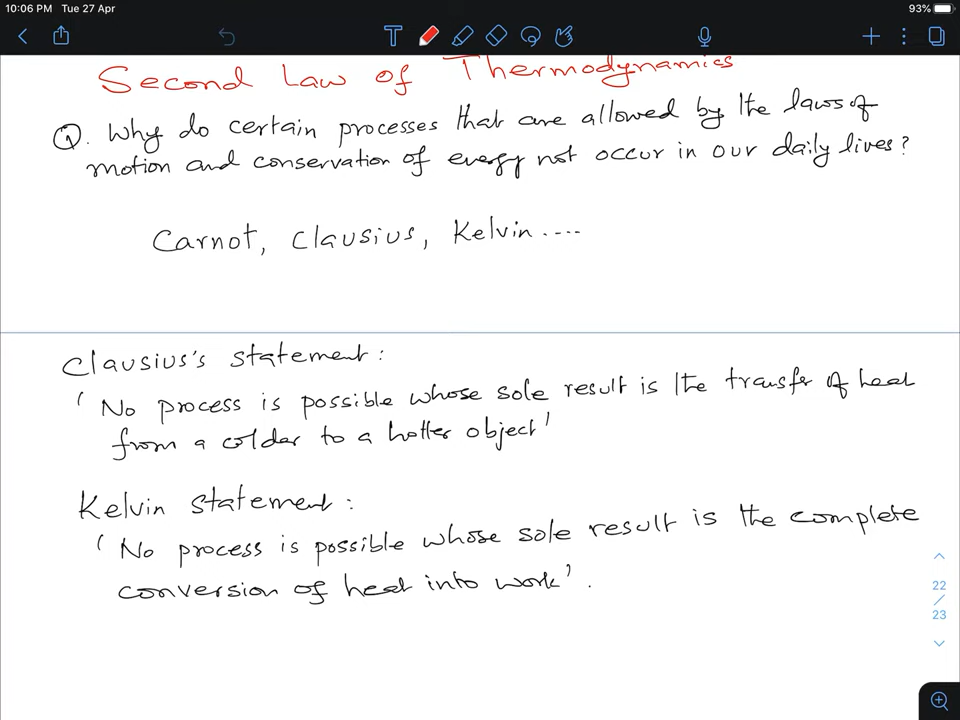 10:06 PM Tue 27 Apr
93%
T
Second Law of Thermodynamics
Q. Why do certain processes that are allowed by the laws of
motion and conservation of energy not occur in our daily lives?
Carnot, Clausius, Kelvin....
Clausius's statement:
'No process is possible whose sole result is the transfer of heat
from a colder to a hotter object'
Kelvin statement:
'No process is possible whose sole result is the complete
conversion of heat into work'.
22
/
23